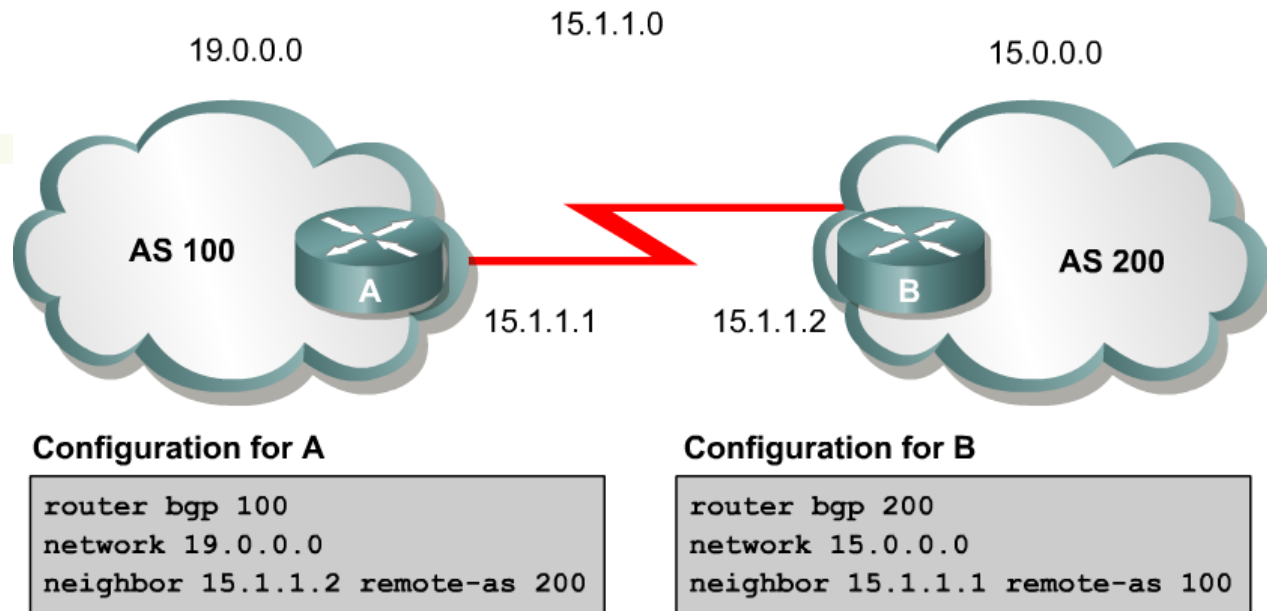 15.1.1.0
19.0.0.0
15.0.0.0
AS 100
A
B
AS 200
15.1.1.1
15.1.1.2
Configuration for A
router bgp 100
network 19.0.0.0
neighbor 15.1.1.2 remote-as 200
Configuration for B
router bgp 200
network 15.0.0.0
neighbor 15.1.1.1 remote-as 100